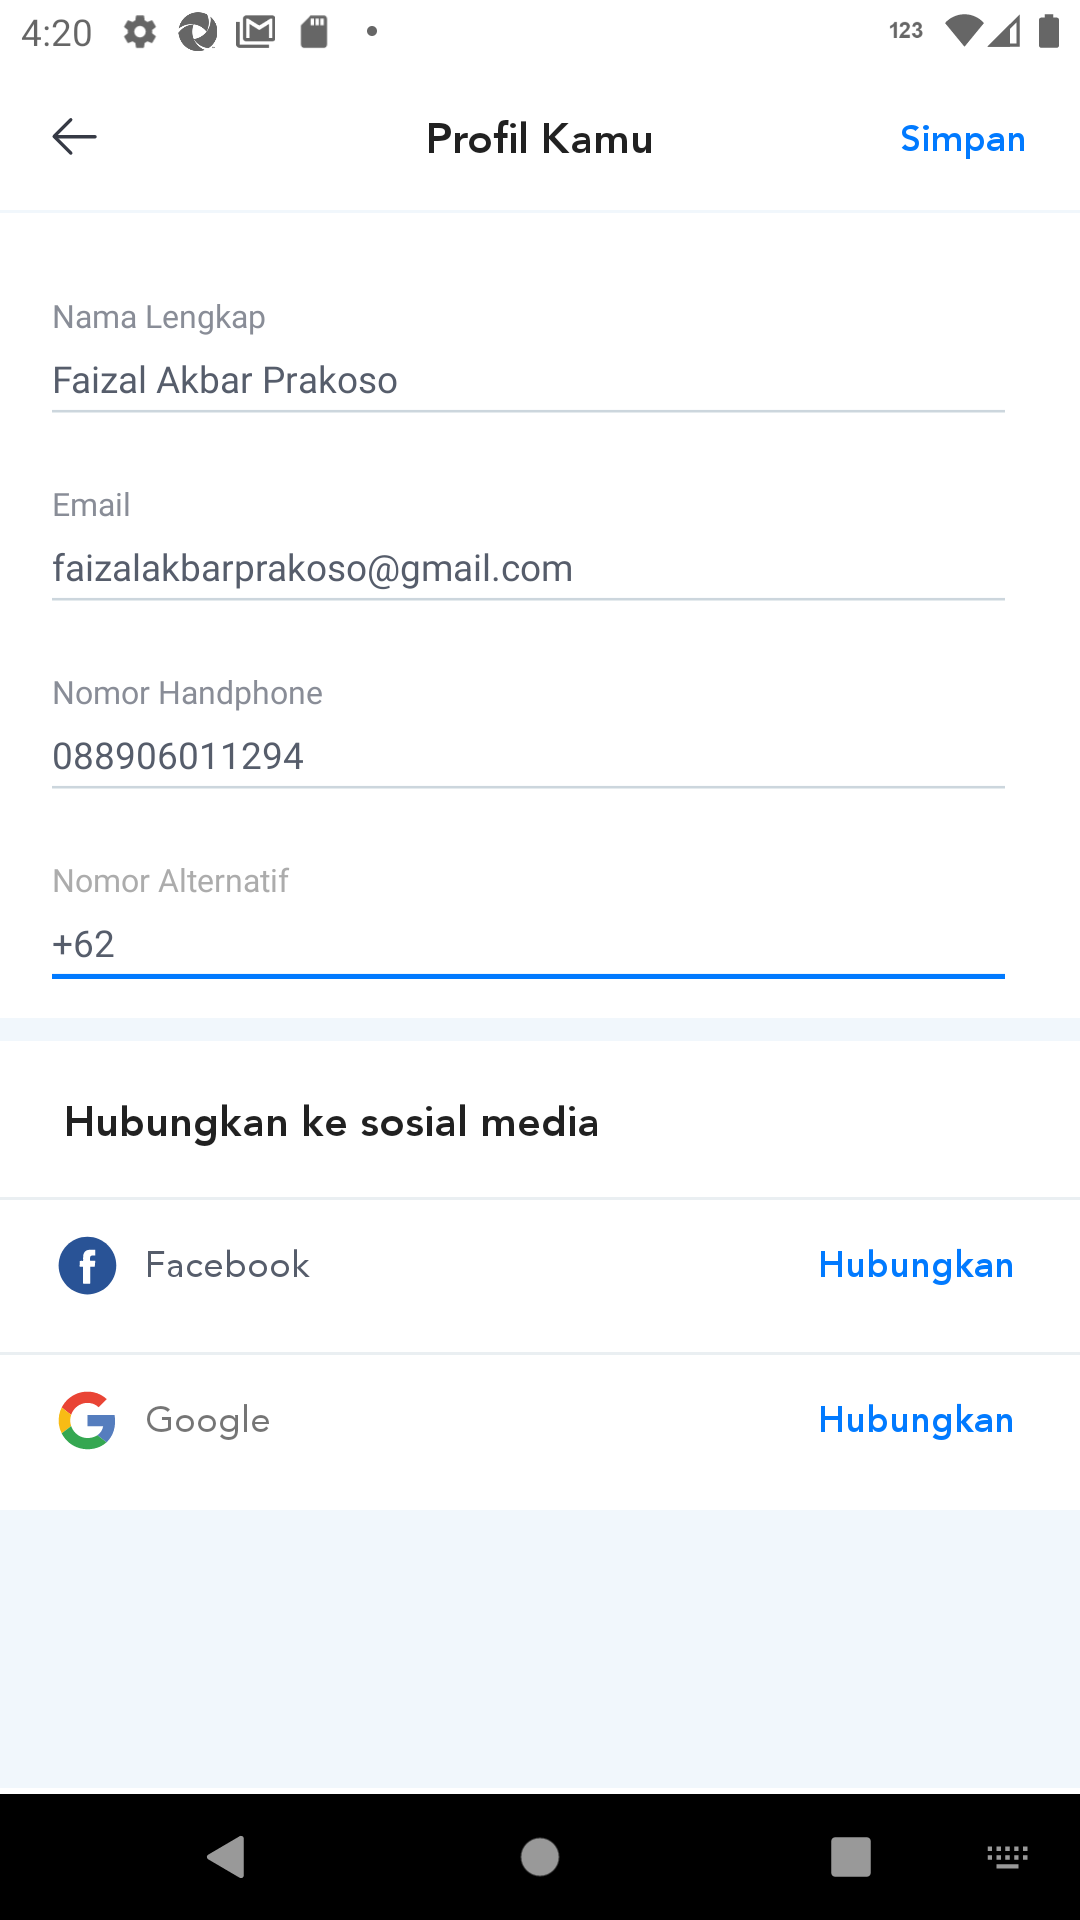 4:20
123
Profil Kamu
Simpan
Nama Lengkap
Faizal Akbar Prakoso
Email
faizalakbarprakoso@gmail.com
Nomor Handphone
088906011294
Nomor Alternatif
+62
Hubungkan ke sosial media
Facebook
Hubungkan
Google
Hubungkan